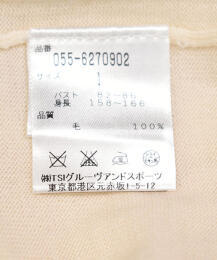 品番
055-6270902
サイズ 1
バスト 82-88
身長 158-166
品質
毛 100%
㈱TSIグルーヴアンドスポーツ
東京都港区元赤坂1-5-12